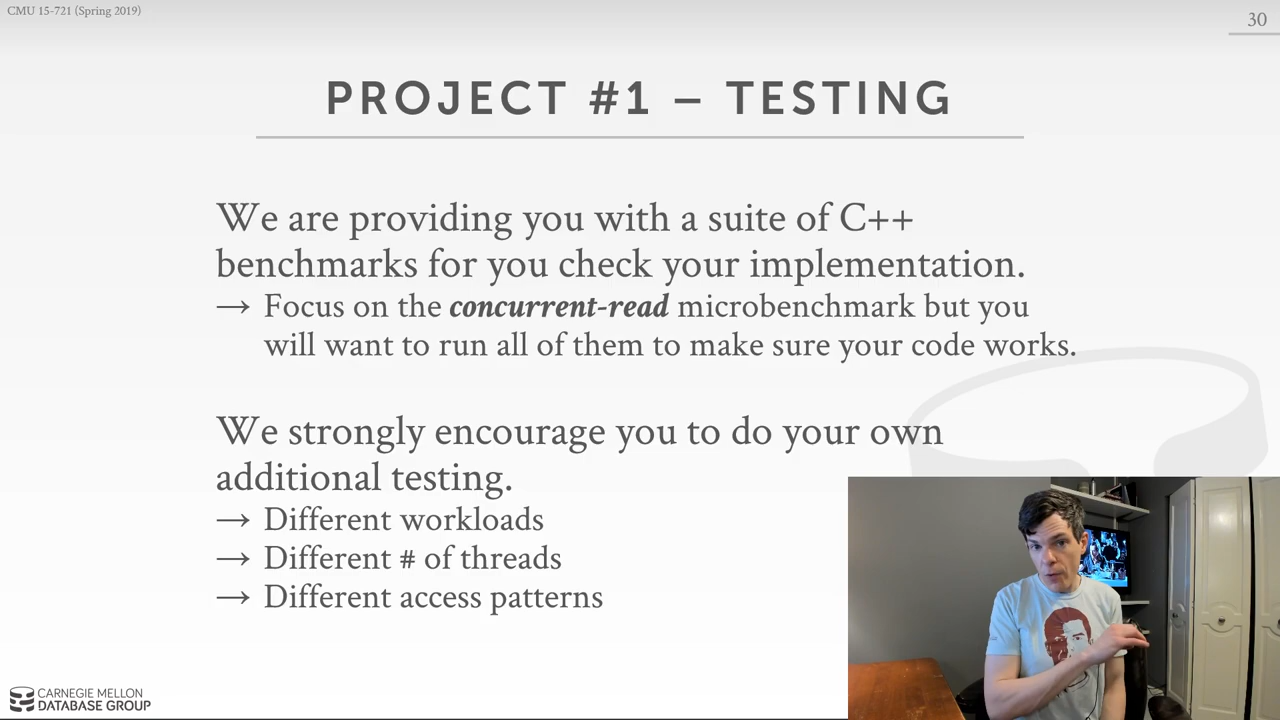 CMU 15-721 (Spring 2019)
30
PROJECT #1 – TESTING
We are providing you with a suite of C++
benchmarks for you check your implementation.
→ Focus on the concurrent-read microbenchmark but you
will want to run all of them to make sure your code works.
We strongly encourage you to do your own
additional testing.
→ Different workloads
→ Different # of threads
→ Different access patterns
CARNEGIE MELLON
DATABASE GROUP